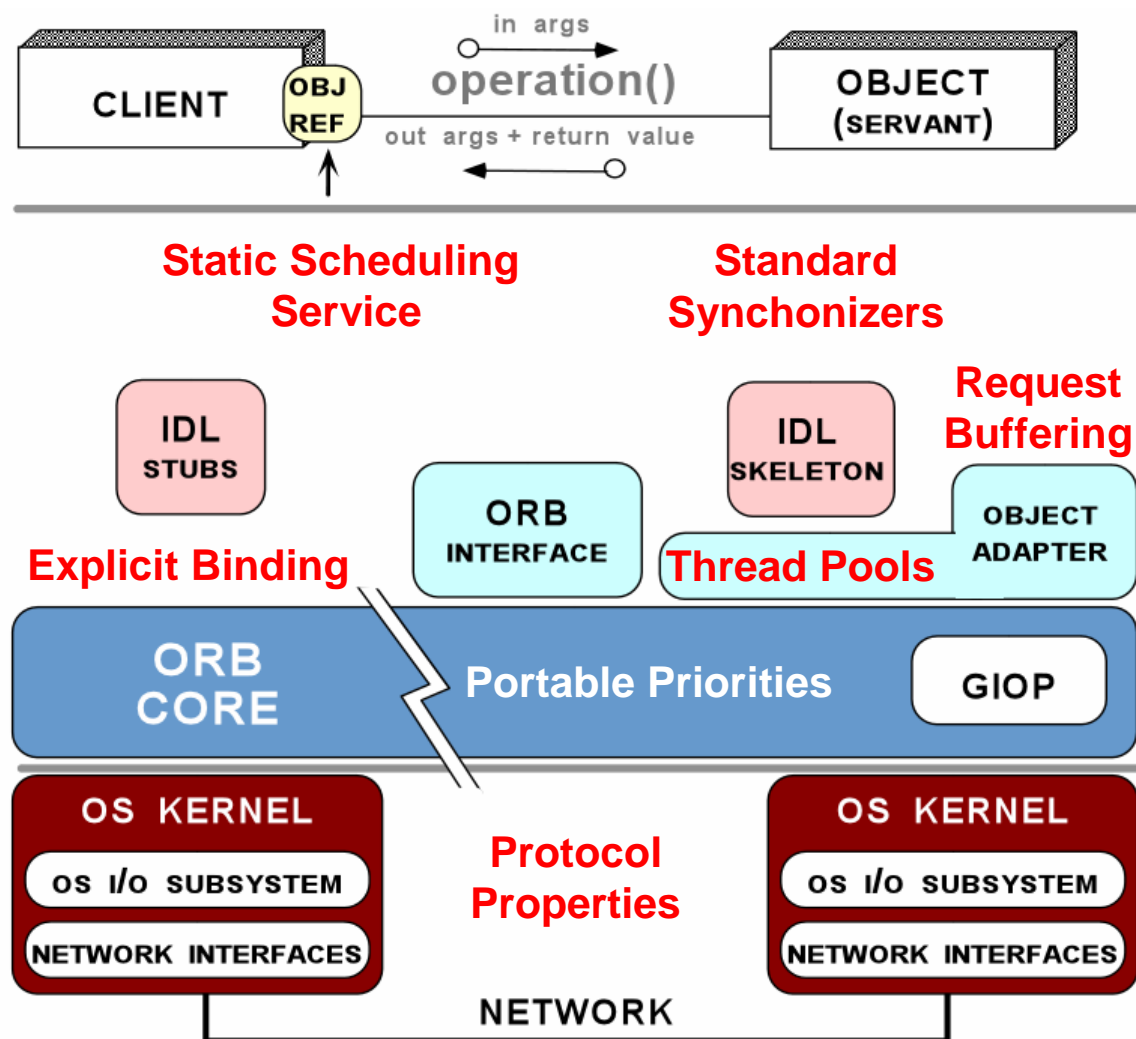 in args
CLIENT
OBJ
REF
operation()
OBJECT
(SERVANT)
out args + return value
Static Scheduling
Service
Standard
Synchonizers
Request
Buffering
IDL
STUBS
IDL
SKELETON
ORB
INTERFACE
OBJECT
ADAPTER
Explicit Binding
Thread Pools
ORB
CORE
Portable Priorities
GIOP
OS KERNEL
OS I/O SUBSYSTEM
NETWORK INTERFACES
Protocol
Properties
OS KERNEL
OS I/O SUBSYSTEM
NETWORK INTERFACES
NETWORK